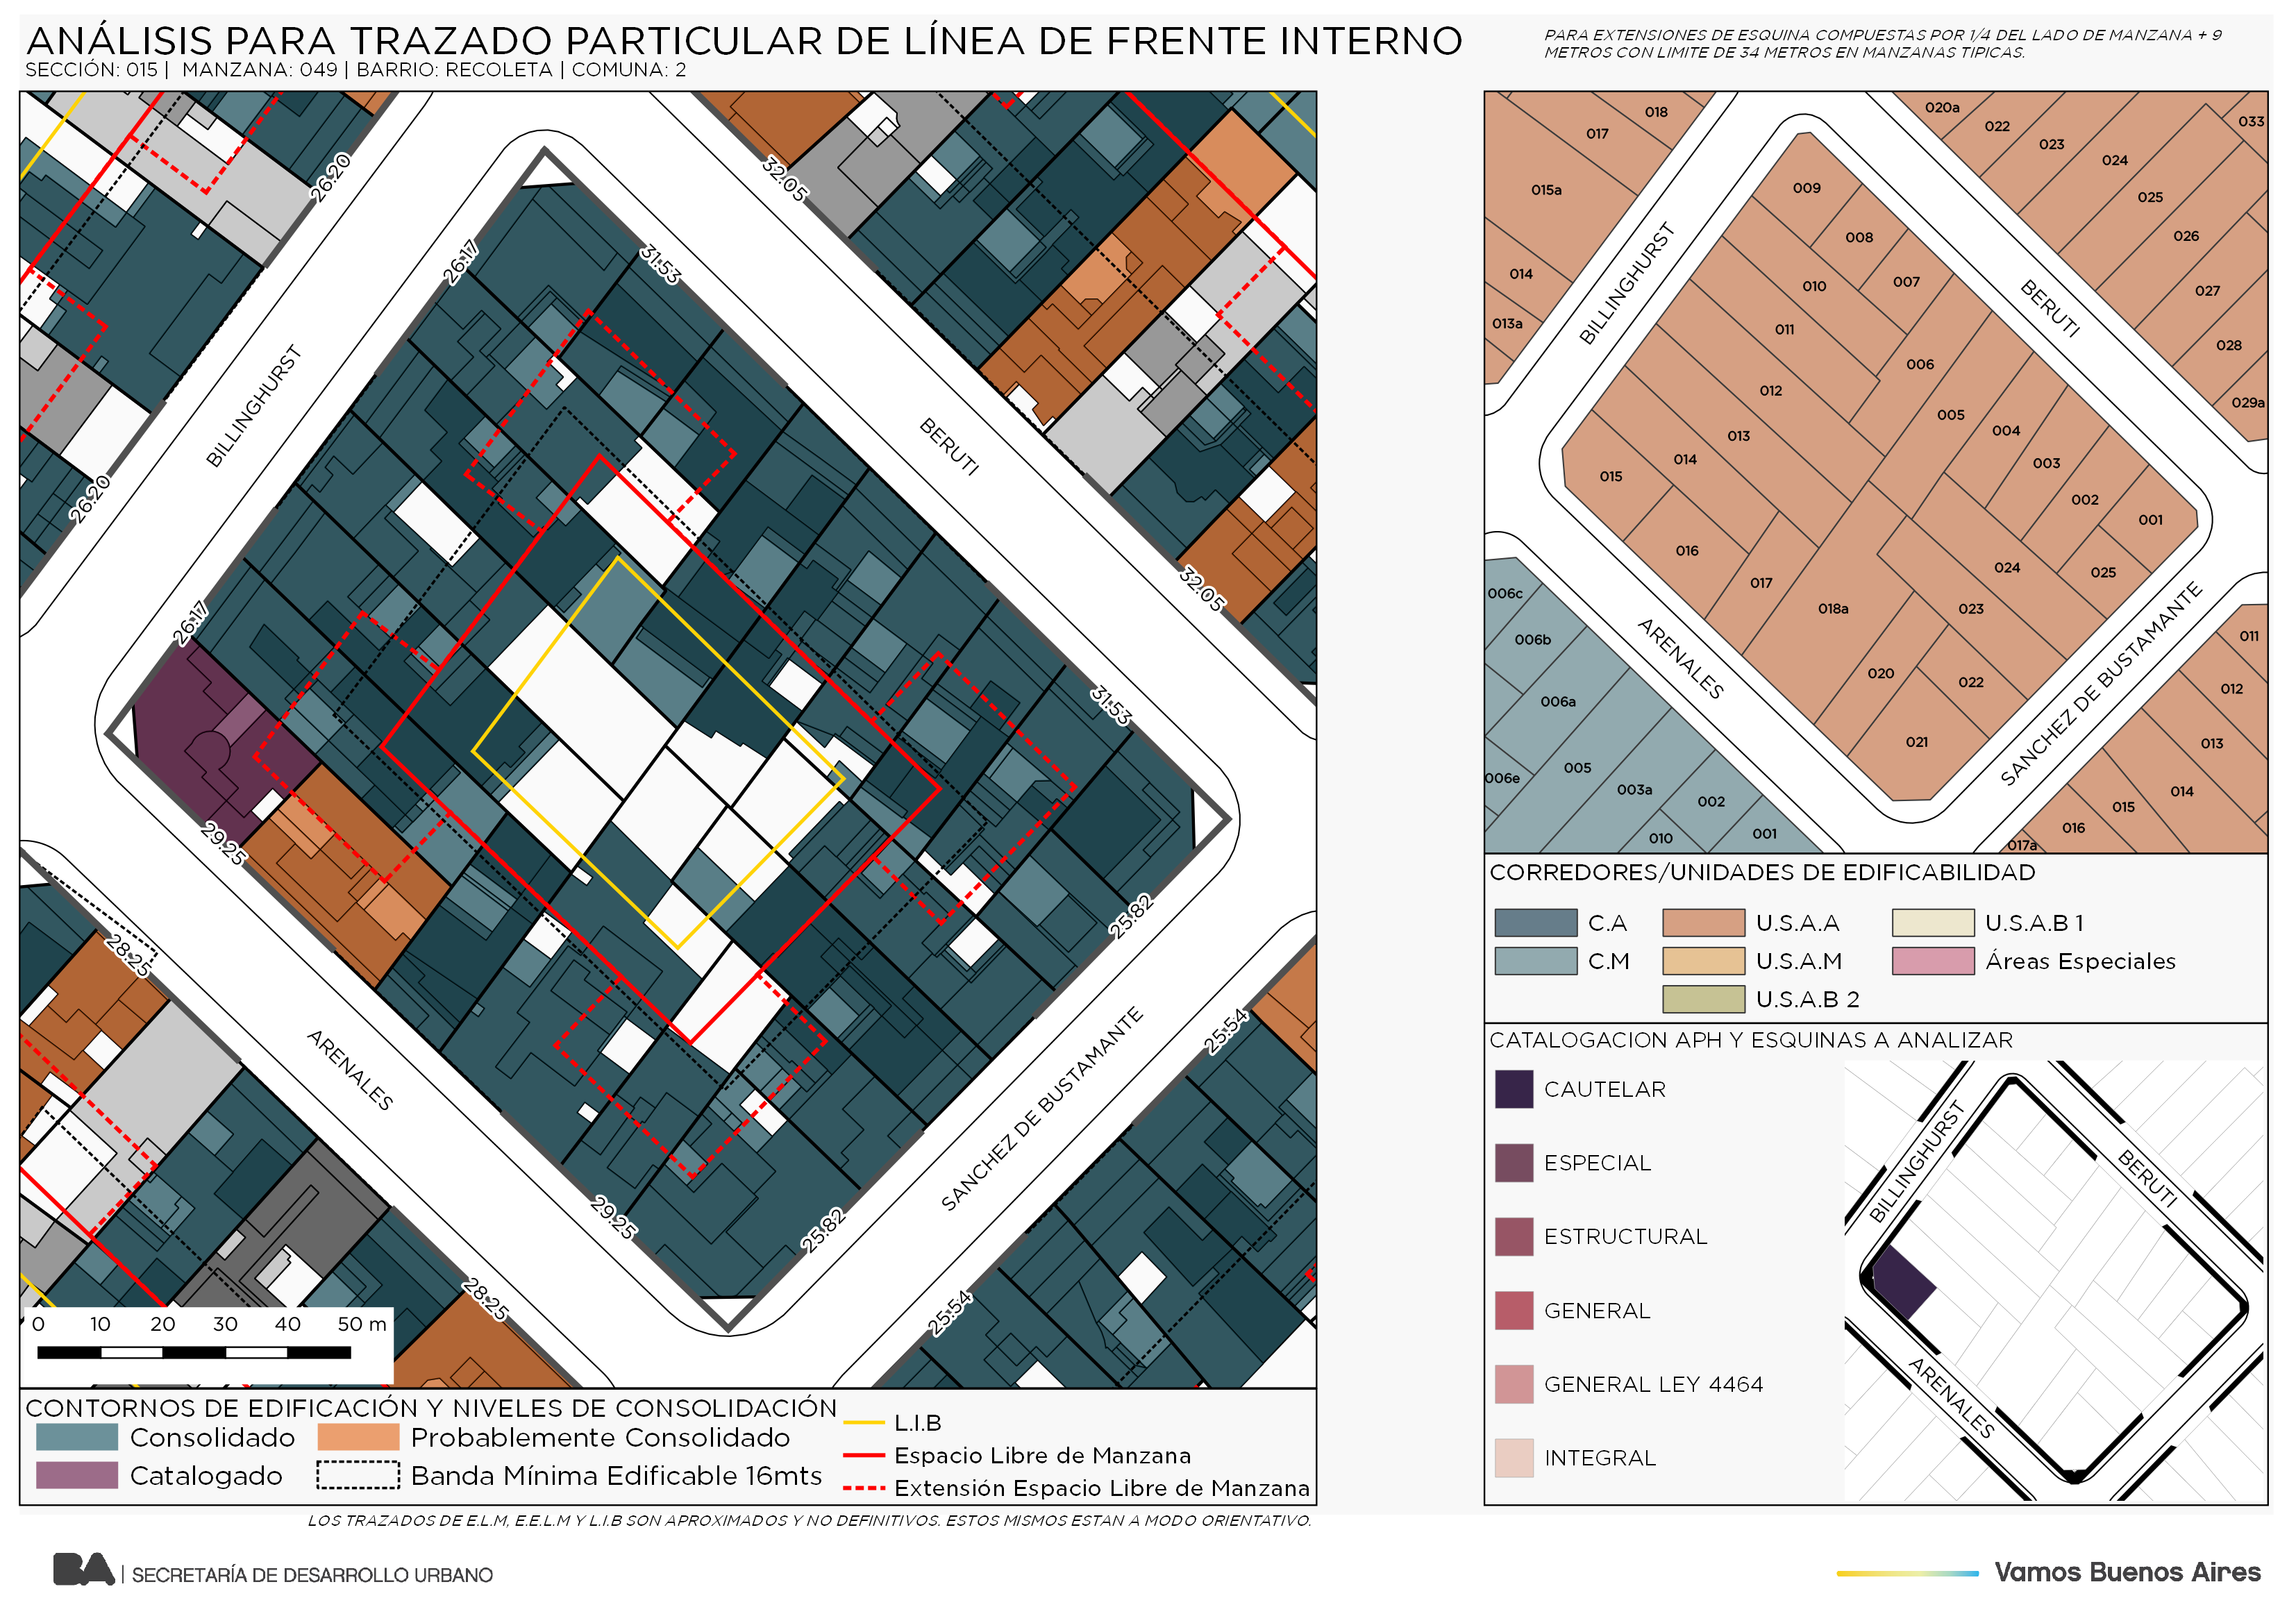 ANÁLISIS PARA TRAZADO PARTICULAR DE LÍNEA DE FRENTE INTERNO
SECCIÓN: 015 | MANZANA: 049 | BARRIO: RECOLETA | COMUNA: 2
PARA EXTENSIONES DE ESQUINA COMPUESTAS POR 1/4 DEL LADO DE MANZANA + 9
METROS CON LIMITE DE 34 METROS EN MANZANAS TIPICAS.
26.20
32.05
26.17
31.53
BILLINGHURST
BERUTI
26.20
32.05
26.17
31.53
29.25
25.82
28.25
25.54
ARENALES
SANCHEZ DE BUSTAMANTE
29.25
25.82
28.25
25.54
0 10 20 30 40 50 m
CONTORNOS DE EDIFICACIÓN Y NIVELES DE CONSOLIDACIÓN
Consolidado
Probablemente Consolidado
Catalogado
Banda Mínima Edificable 16mts
L.I.B
Espacio Libre de Manzana
Extensión Espacio Libre de Manzana
LOS TRAZADOS DE E.L.M, E.E.L.M Y L.I.B SON APROXIMADOS Y NO DEFINITIVOS. ESTOS MISMOS ESTAN A MODO ORIENTATIVO.
018
017
015a
014
013a
020a
022
033
023
024
025
026
027
028
029a
009
008
010
007
011
006
012
005
004
013
003
014
002
015
001
016
024
025
017
018a
023
020
022
021
BILLINGHURST
BERUTI
ARENALES
SANCHEZ DE BUSTAMANTE
006c
006b
006a
006e
005
003a
002
010
001
011
012
013
014
015
016
017a
CORREDORES/UNIDADES DE EDIFICABILIDAD
C.A
U.S.A.A
U.S.A.B 1
C.M
U.S.A.M
Áreas Especiales
U.S.A.B 2
CATALOGACION APH Y ESQUINAS A ANALIZAR
CAUTELAR
ESPECIAL
ESTRUCTURAL
GENERAL
GENERAL LEY 4464
INTEGRAL
BILLINGHURST
BERUTI
ARENALES
BA | SECRETARÍA DE DESARROLLO URBANO
Vamos Buenos Aires